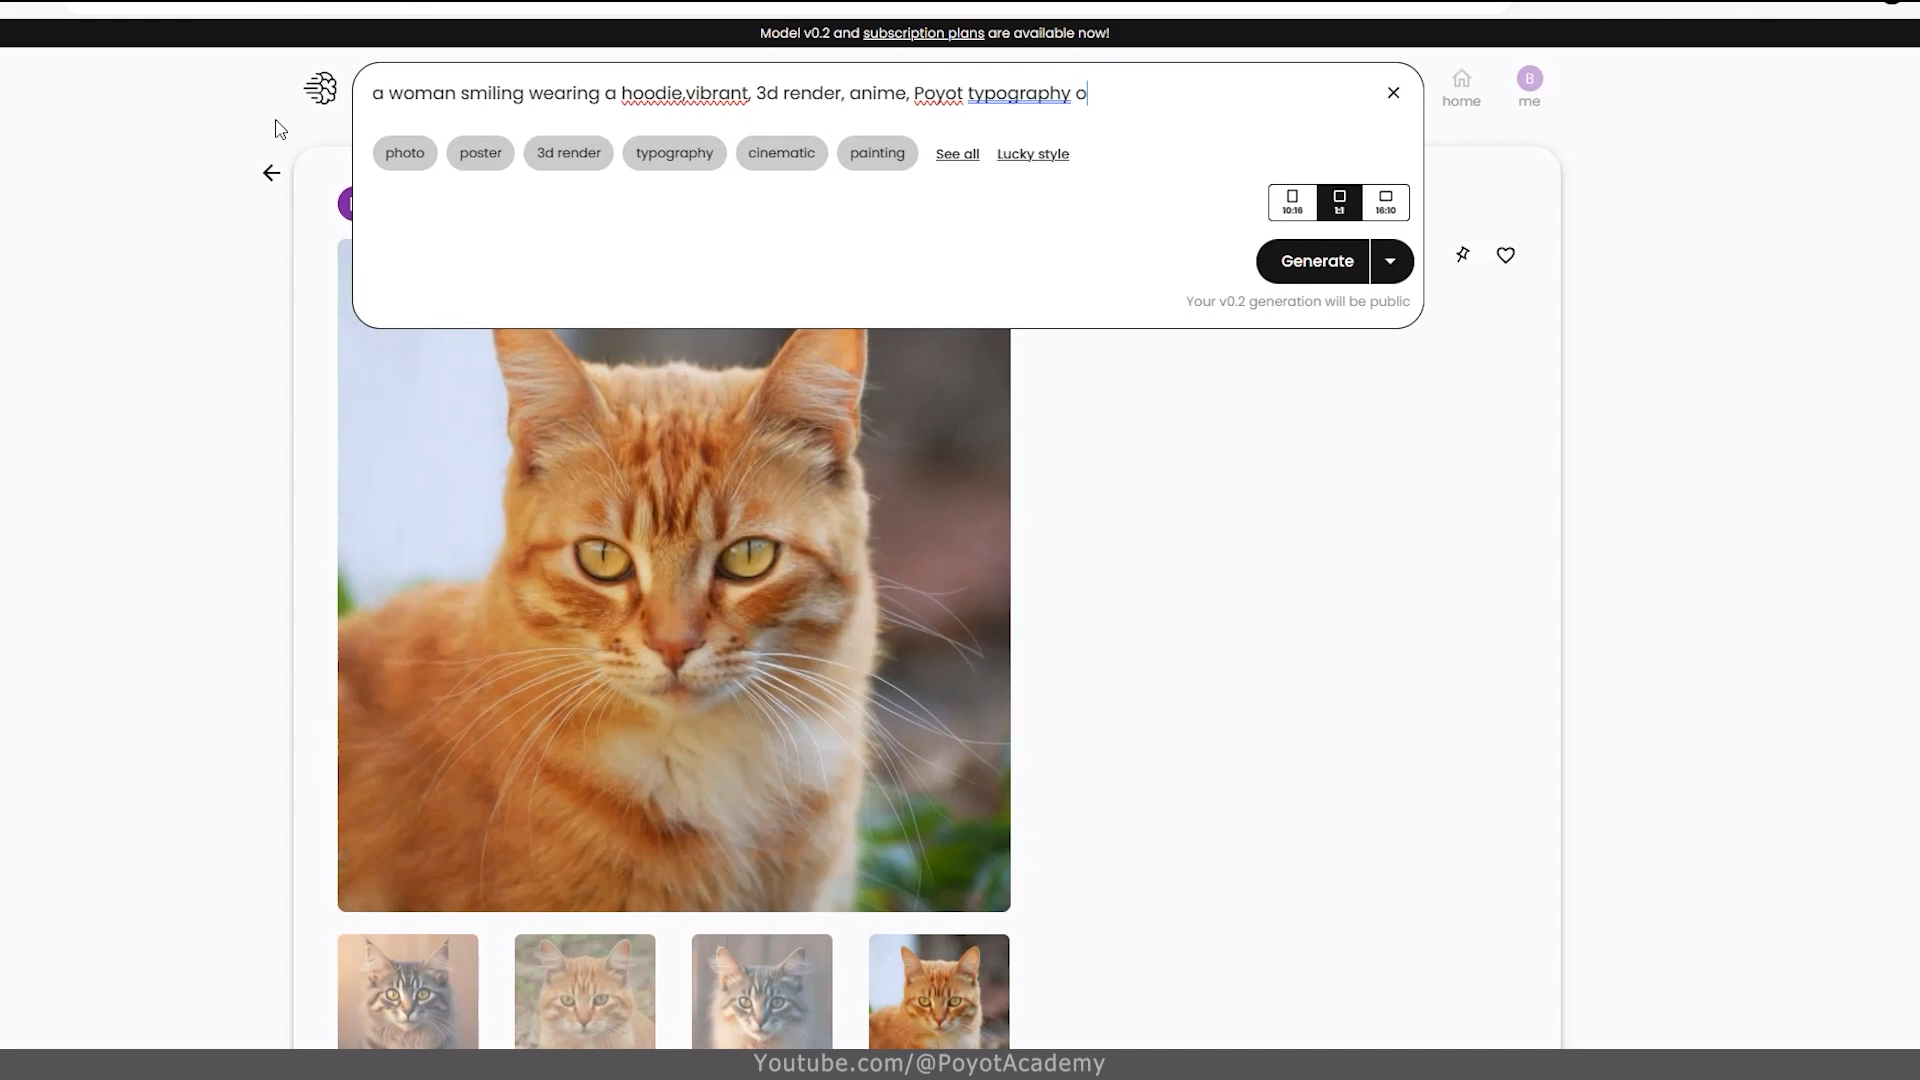 Model v0.2 and subscription plans are available now!
a woman smiling wearing a hoodie,vibrant, 3d render, anime, Poyot typography o
home
B
me
photo
poster
3d render
typography
cinematic
painting
See all
Lucky style
10:16
1:1
16:10
Generate
Your v0.2 generation will be public
Youtube.com/@PoyotAcademy